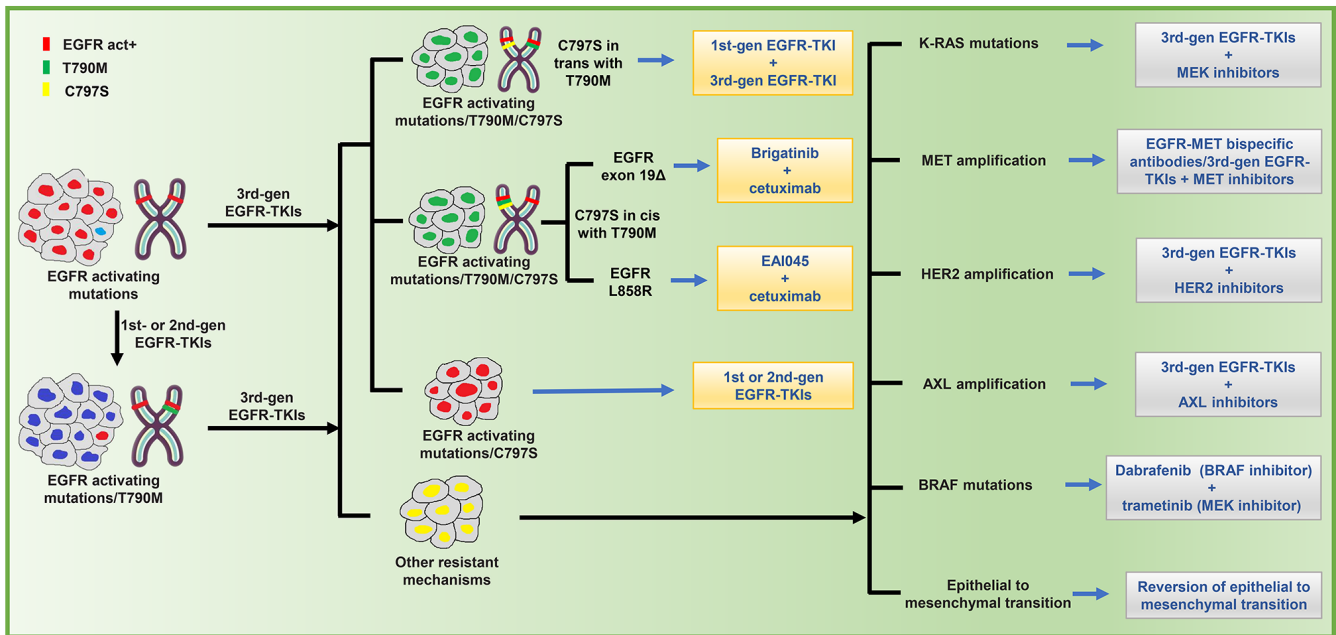 EGFR act+
T790M
C797S
EGFR activating
mutations
1st- or 2nd-gen
EGFR-TKIs
EGFR activating
mutations/T790M
3rd-gen
EGFR-TKIs
3rd-gen
EGFR-TKIs
EGFR activating
mutations/T790M/C797S
C797S in
trans with
T790M
1st-gen EGFR-TKI
+
3rd-gen EGFR-TKI
EGFR activating
mutations/T790M/C797S
EGFR
exon 19Δ
C797S in cis
with T790M
EGFR
L858R
Brigatinib
+
cetuximab
EAI045
+
cetuximab
EGFR activating
mutations/C797S
1st or 2nd-gen
EGFR-TKIs
Other resistant
mechanisms
K-RAS mutations
3rd-gen EGFR-TKIs
+
MEK inhibitors
MET amplification
EGFR-MET bispecific
antibodies/3rd-gen EGFR-
TKIs + MET inhibitors
HER2 amplification
3rd-gen EGFR-TKIs
+
HER2 inhibitors
AXL amplification
3rd-gen EGFR-TKIs
+
AXL inhibitors
BRAF mutations
Dabrafenib (BRAF inhibitor)
+
trametinib (MEK inhibitor)
Epithelial to
mesenchymal transition
Reversion of epithelial to
mesenchymal transition